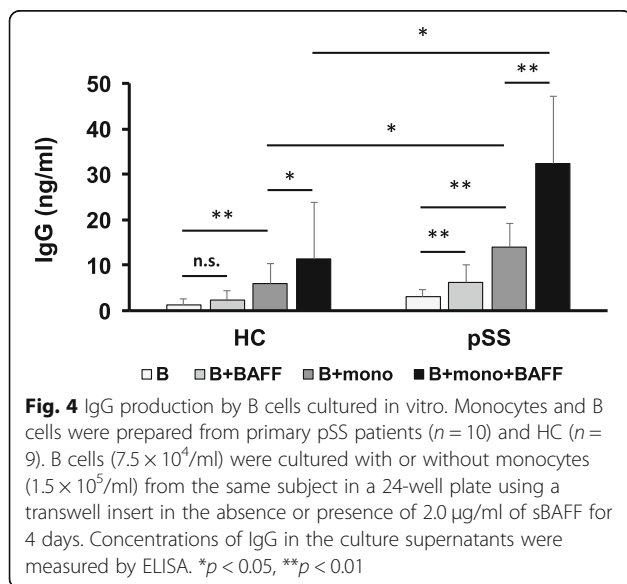 *
**
*
**
*
**
n.s.
**
50
40
30
20
10
0
IgG (ng/ml)
HC pSS
B B+BAFF B+mono B+mono+BAFF
Fig. 4 IgG production by B cells cultured in vitro. Monocytes and B
cells were prepared from primary pSS patients (n = 10) and HC (n =
9). B cells (7.5 × 10⁴/ml) were cultured with or without monocytes
(1.5 × 10⁵/ml) from the same subject in a 24-well plate using a
transwell insert in the absence or presence of 2.0 μg/ml of sBAFF for
4 days. Concentrations of IgG in the culture supernatants were
measured by ELISA. *p < 0.05, **p < 0.01